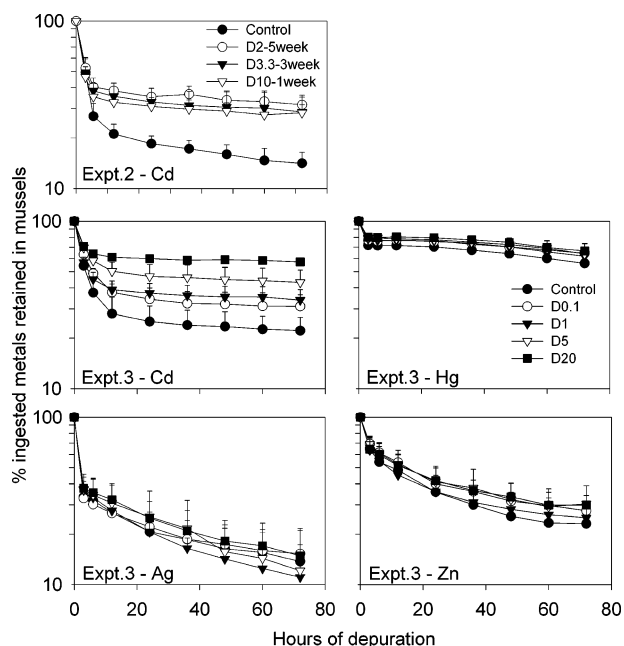 % ingested metals retained in mussels
100
10
Control
D2-5week
D3.3-3week
D10-1week
Expt.2 - Cd
100
10
Expt.3 - Cd
100
10
Control
D0.1
D1
D5
D20
Expt.3 - Hg
100
10
Expt.3 - Ag
0 20 40 60 80
100
10
Expt.3 - Zn
0 20 40 60 80
Hours of depuration